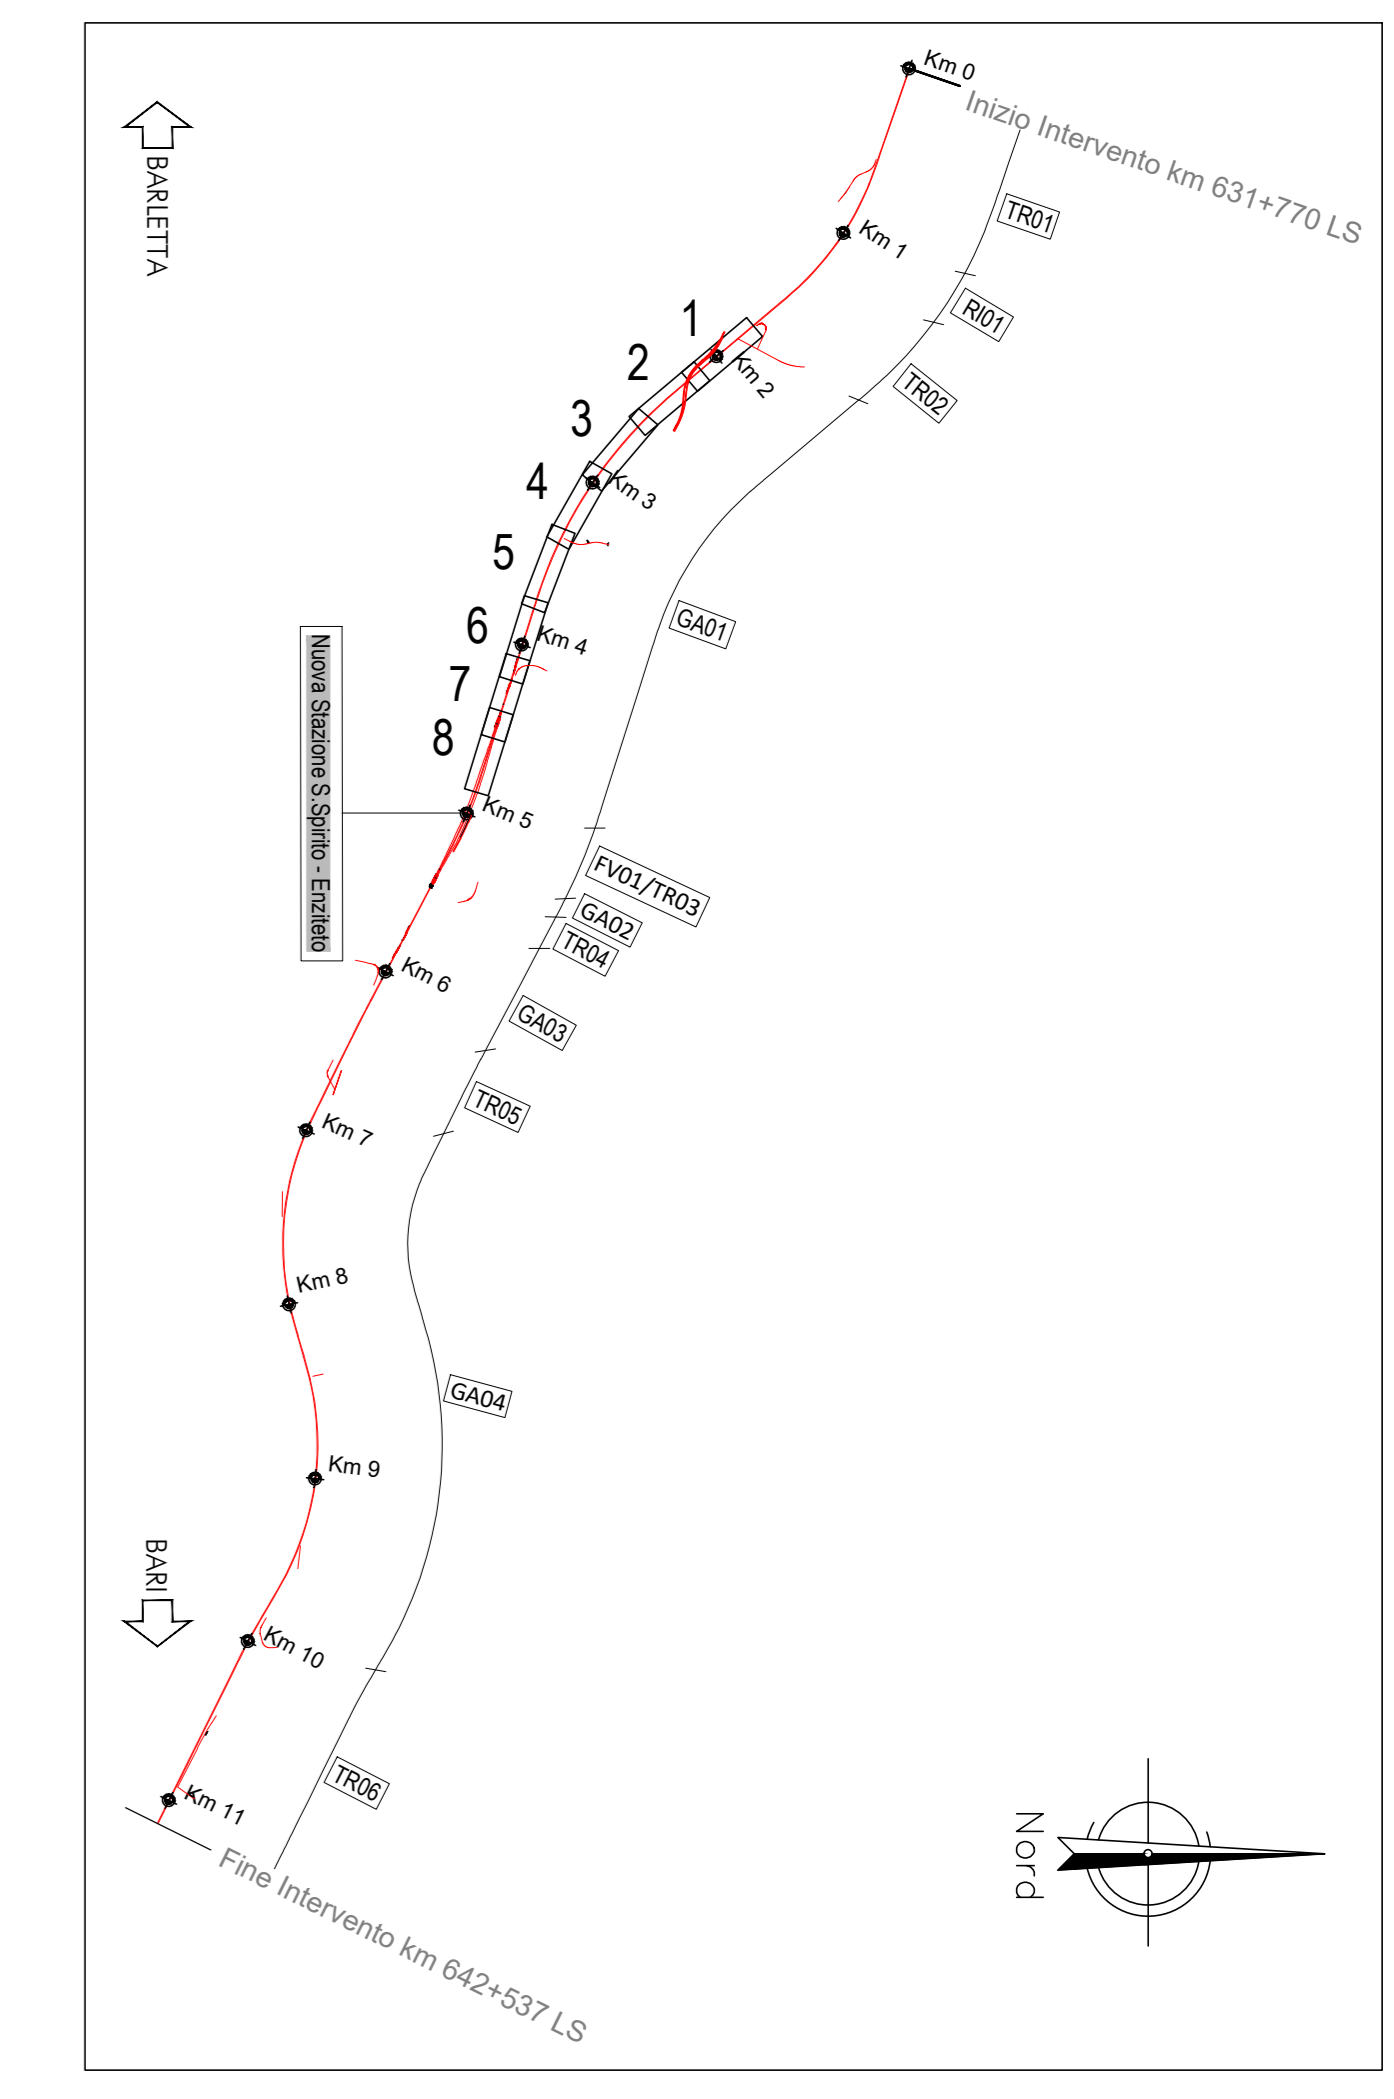 Km 0
Inizio Intervento km 631+770 LS
BARLETTA
TR01
Km 1
RI01
1
Km 2
2
TR02
3
Km 3
4
5
GA01
6
Km 4
7
8
Nuova Stazione S.Spirito - Enziteto
Km 5
FV01/TR03
GA02
TR04
Km 6
GA03
TR05
Km 7
Km 8
GA04
Km 9
BARI
Km 10
TR06
Km 11
Nord
Fine Intervento km 642+537 LS